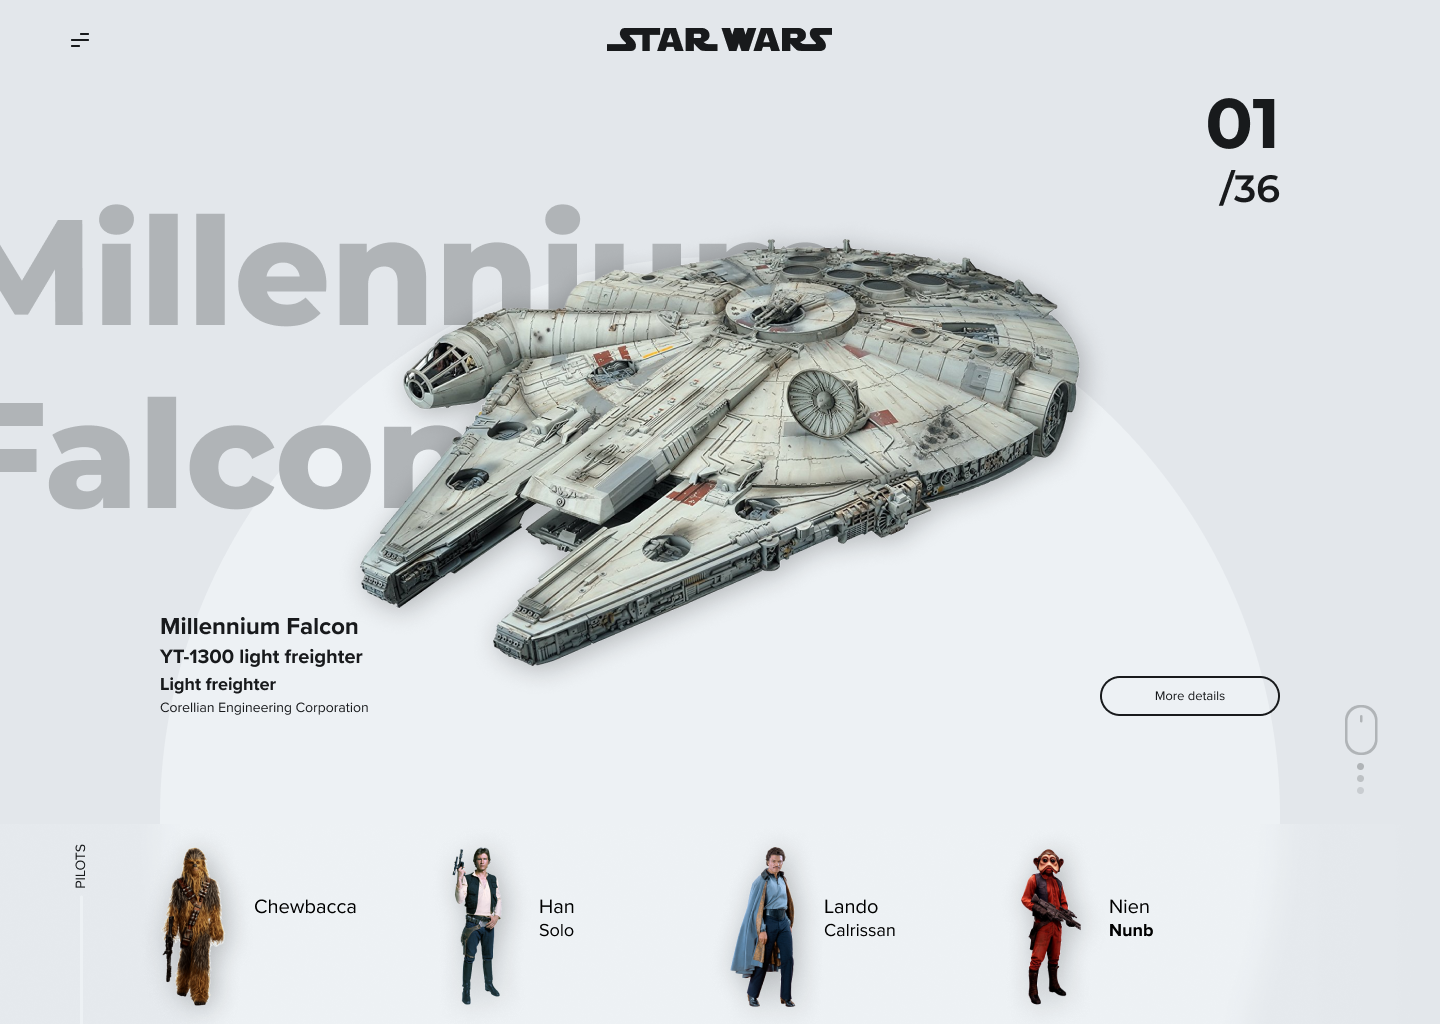 STAR WARS
01
/36
Millennium
Falcon
Millennium Falcon
YT-1300 light freighter
Light freighter
Corellian Engineering Corporation
More details
PILOTS
Chewbacca
Han
Solo
Lando
Calrissan
Nien
Nunb